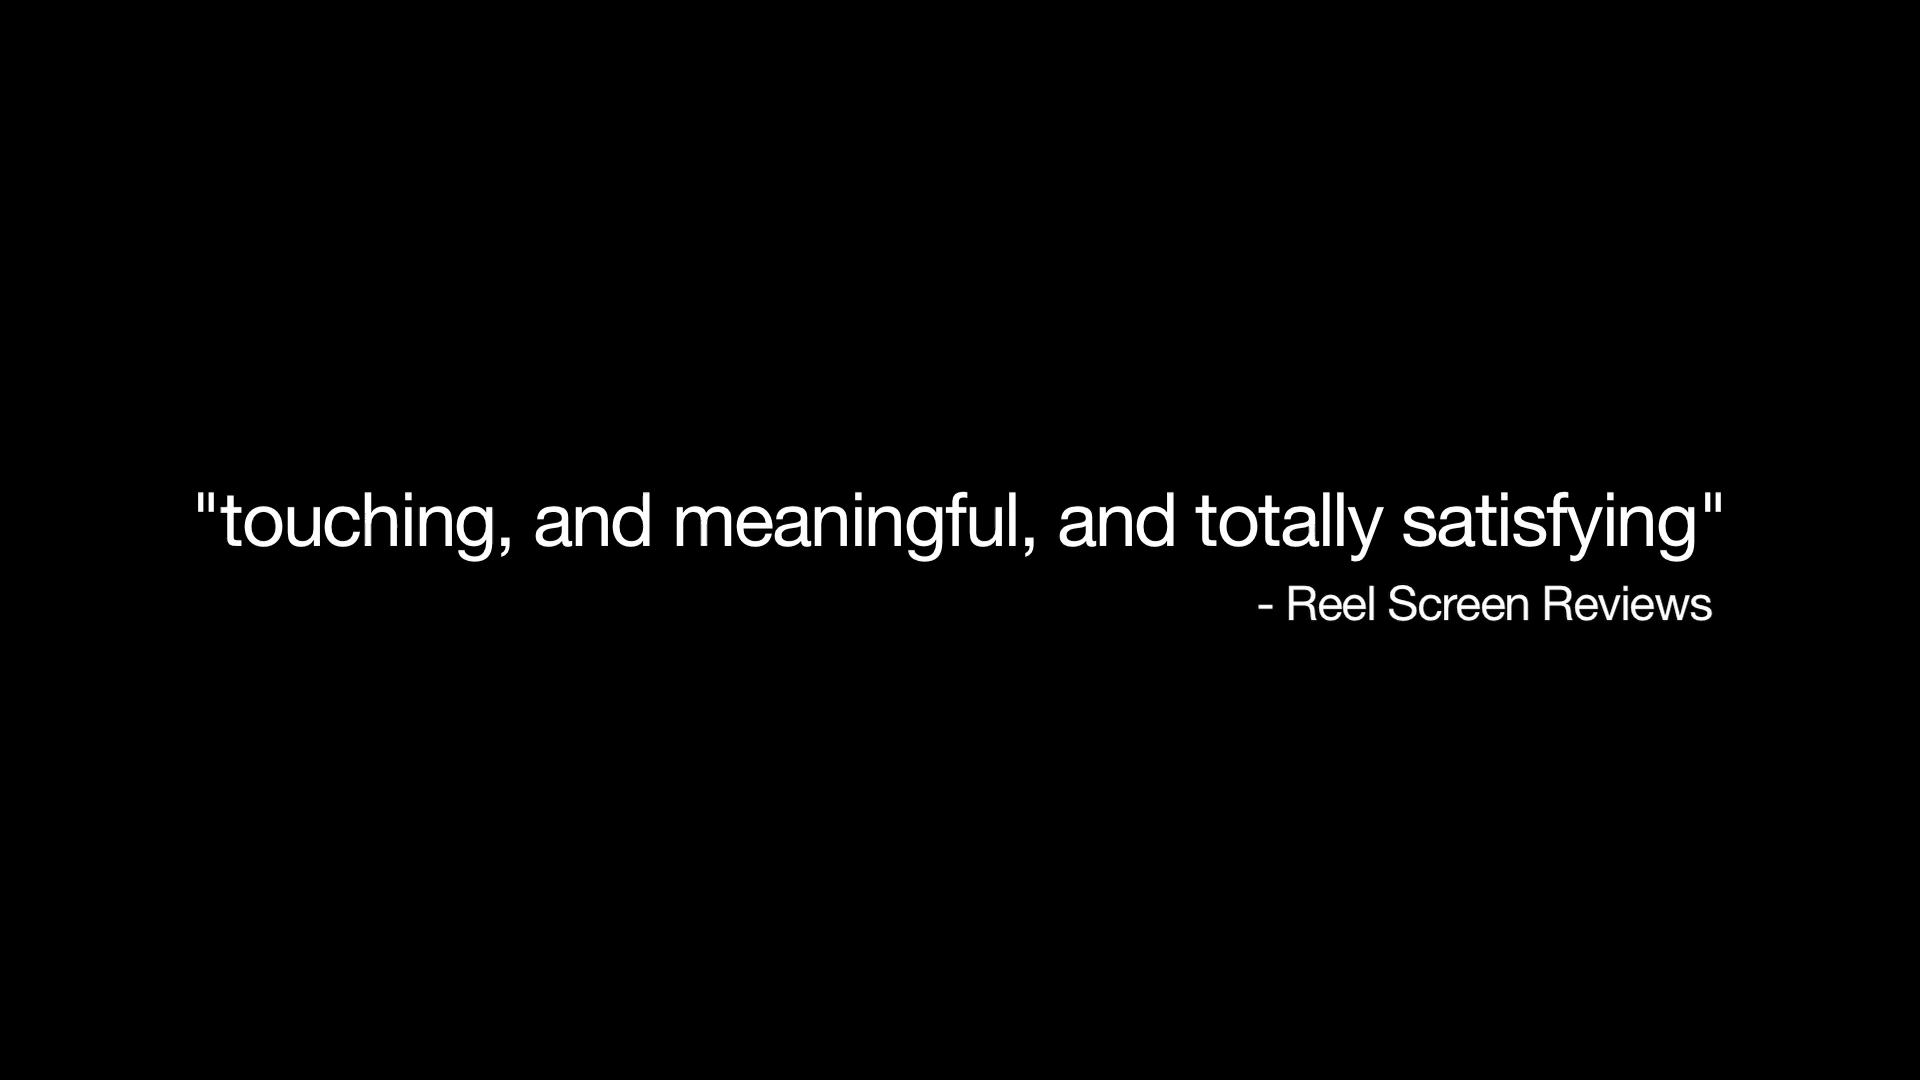 "touching, and meaningful, and totally satisfying"
- Reel Screen Reviews